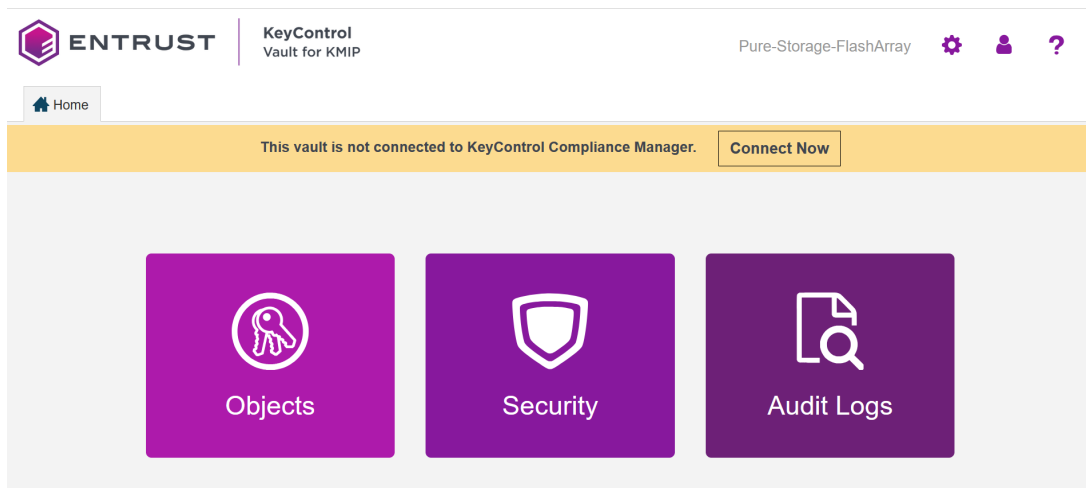 ENTRUST
KeyControl
Vault for KMIP
Pure-Storage-FlashArray
?
Home
This vault is not connected to KeyControl Compliance Manager. Connect Now
Objects Security Audit Logs